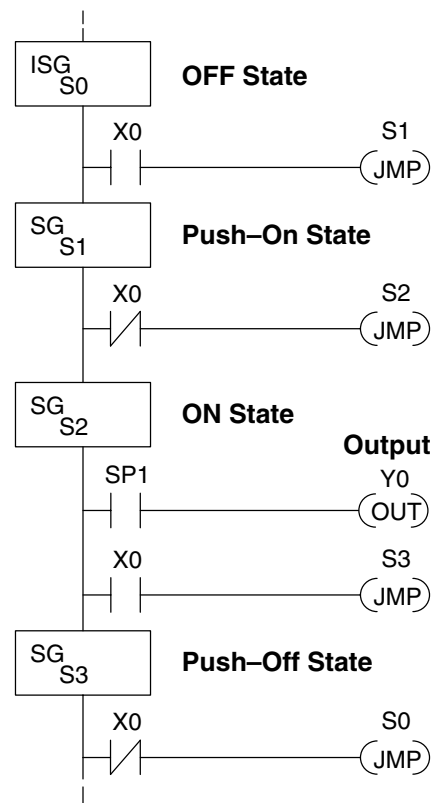 ISG
S0
OFF State
X0
S1
JMP
SG
S1
Push–On State
X0
S2
JMP
SG
S2
ON State
Output
SP1
Y0
OUT
X0
S3
JMP
SG
S3
Push–Off State
X0
S0
JMP